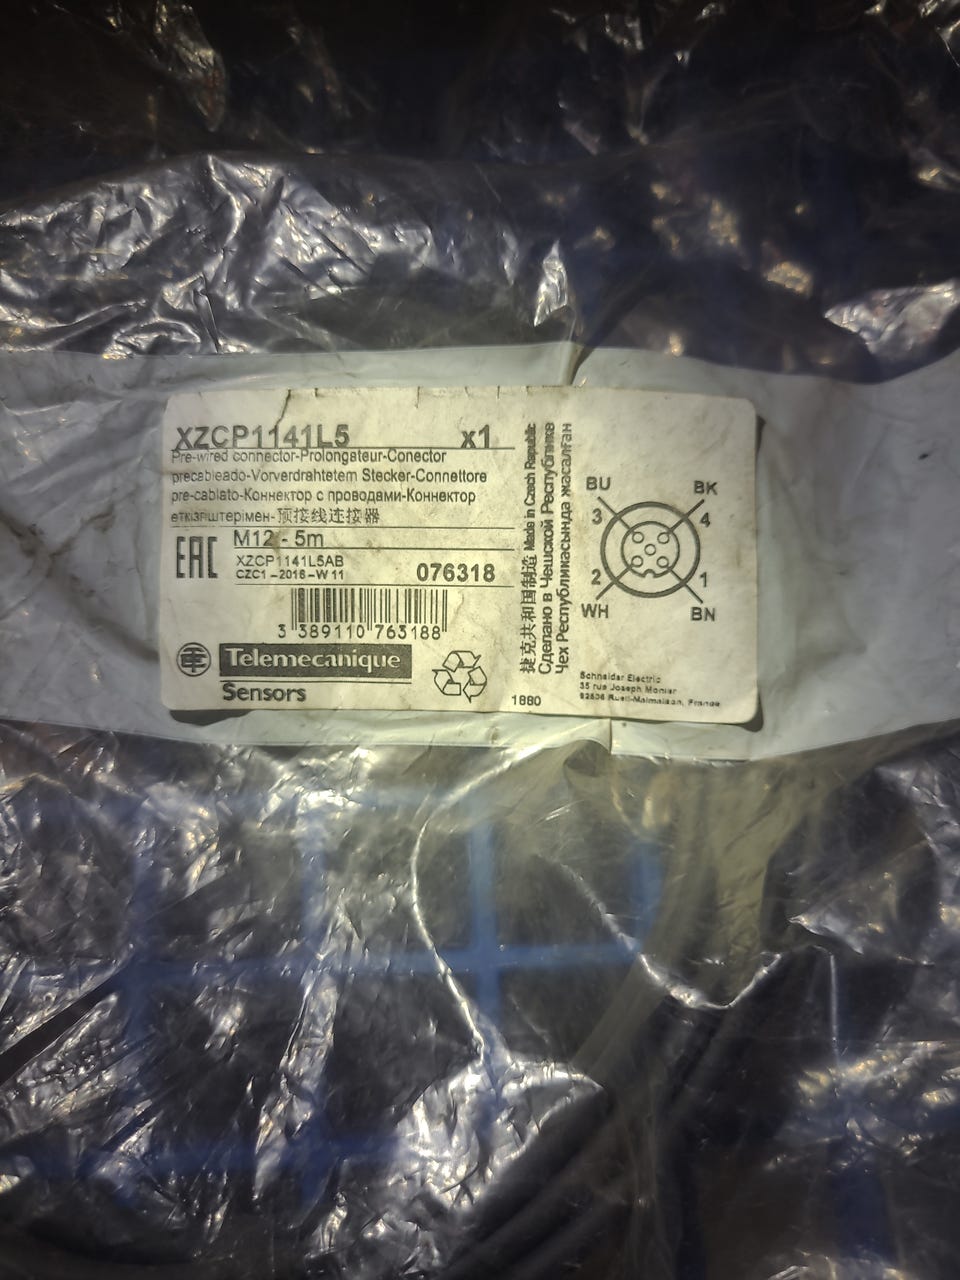 XZCP1141L5 x1
Pre-wired connector-Prolongateur-Conector
precableado-Vorverdrahtetem Stecker-Connettore
pre-cablato-Коннектор с проводами-Коннектор
еткізгіштерімен-预接线连接器
M12 - 5m
EAC
XZCP1141L5AB
CZC1-2016-W11
076318
3 389110 763188
Telemecanique
Sensors
1880
捷克共和国制造 Made in Czech Republic
Сделано в Чешской Республике
Чех Республикасында жасалған
BU
BK
3
4
2
1
WH
BN
Schneider Electric
35 rue Joseph Monier
92506 Rueil-Malmaison, France